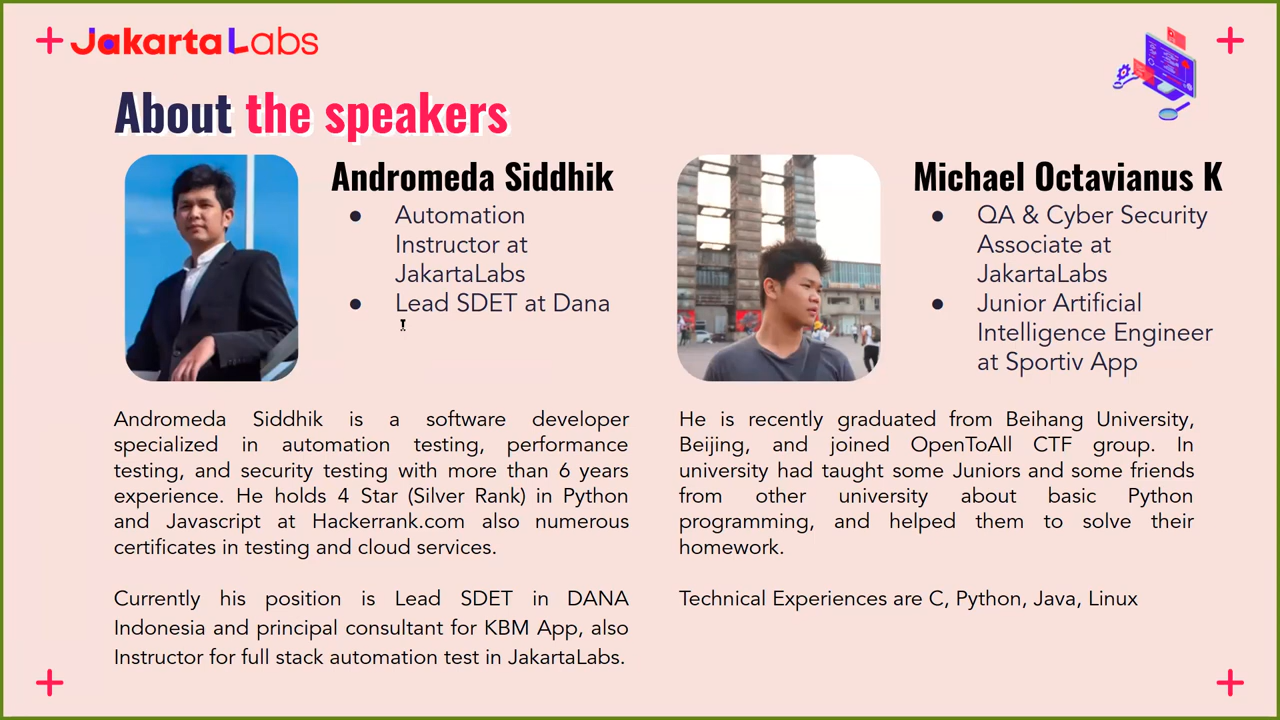 JakartaLabs
About the speakers
Andromeda Siddhik
● Automation
Instructor at
JakartaLabs
● Lead SDET at Dana
Andromeda Siddhik is a software developer
specialized in automation testing, performance
testing, and security testing with more than 6 years
experience. He holds 4 Star (Silver Rank) in Python
and Javascript at Hackerrank.com also numerous
certificates in testing and cloud services.
Currently his position is Lead SDET in DANA
Indonesia and principal consultant for KBM App, also
Instructor for full stack automation test in JakartaLabs.
Michael Octavianus K
● QA & Cyber Security
Associate at
JakartaLabs
● Junior Artificial
Intelligence Engineer
at Sportiv App
He is recently graduated from Beihang University,
Beijing, and joined OpenToAll CTF group. In
university had taught some Juniors and some friends
from other university about basic Python
programming, and helped them to solve their
homework.
Technical Experiences are C, Python, Java, Linux